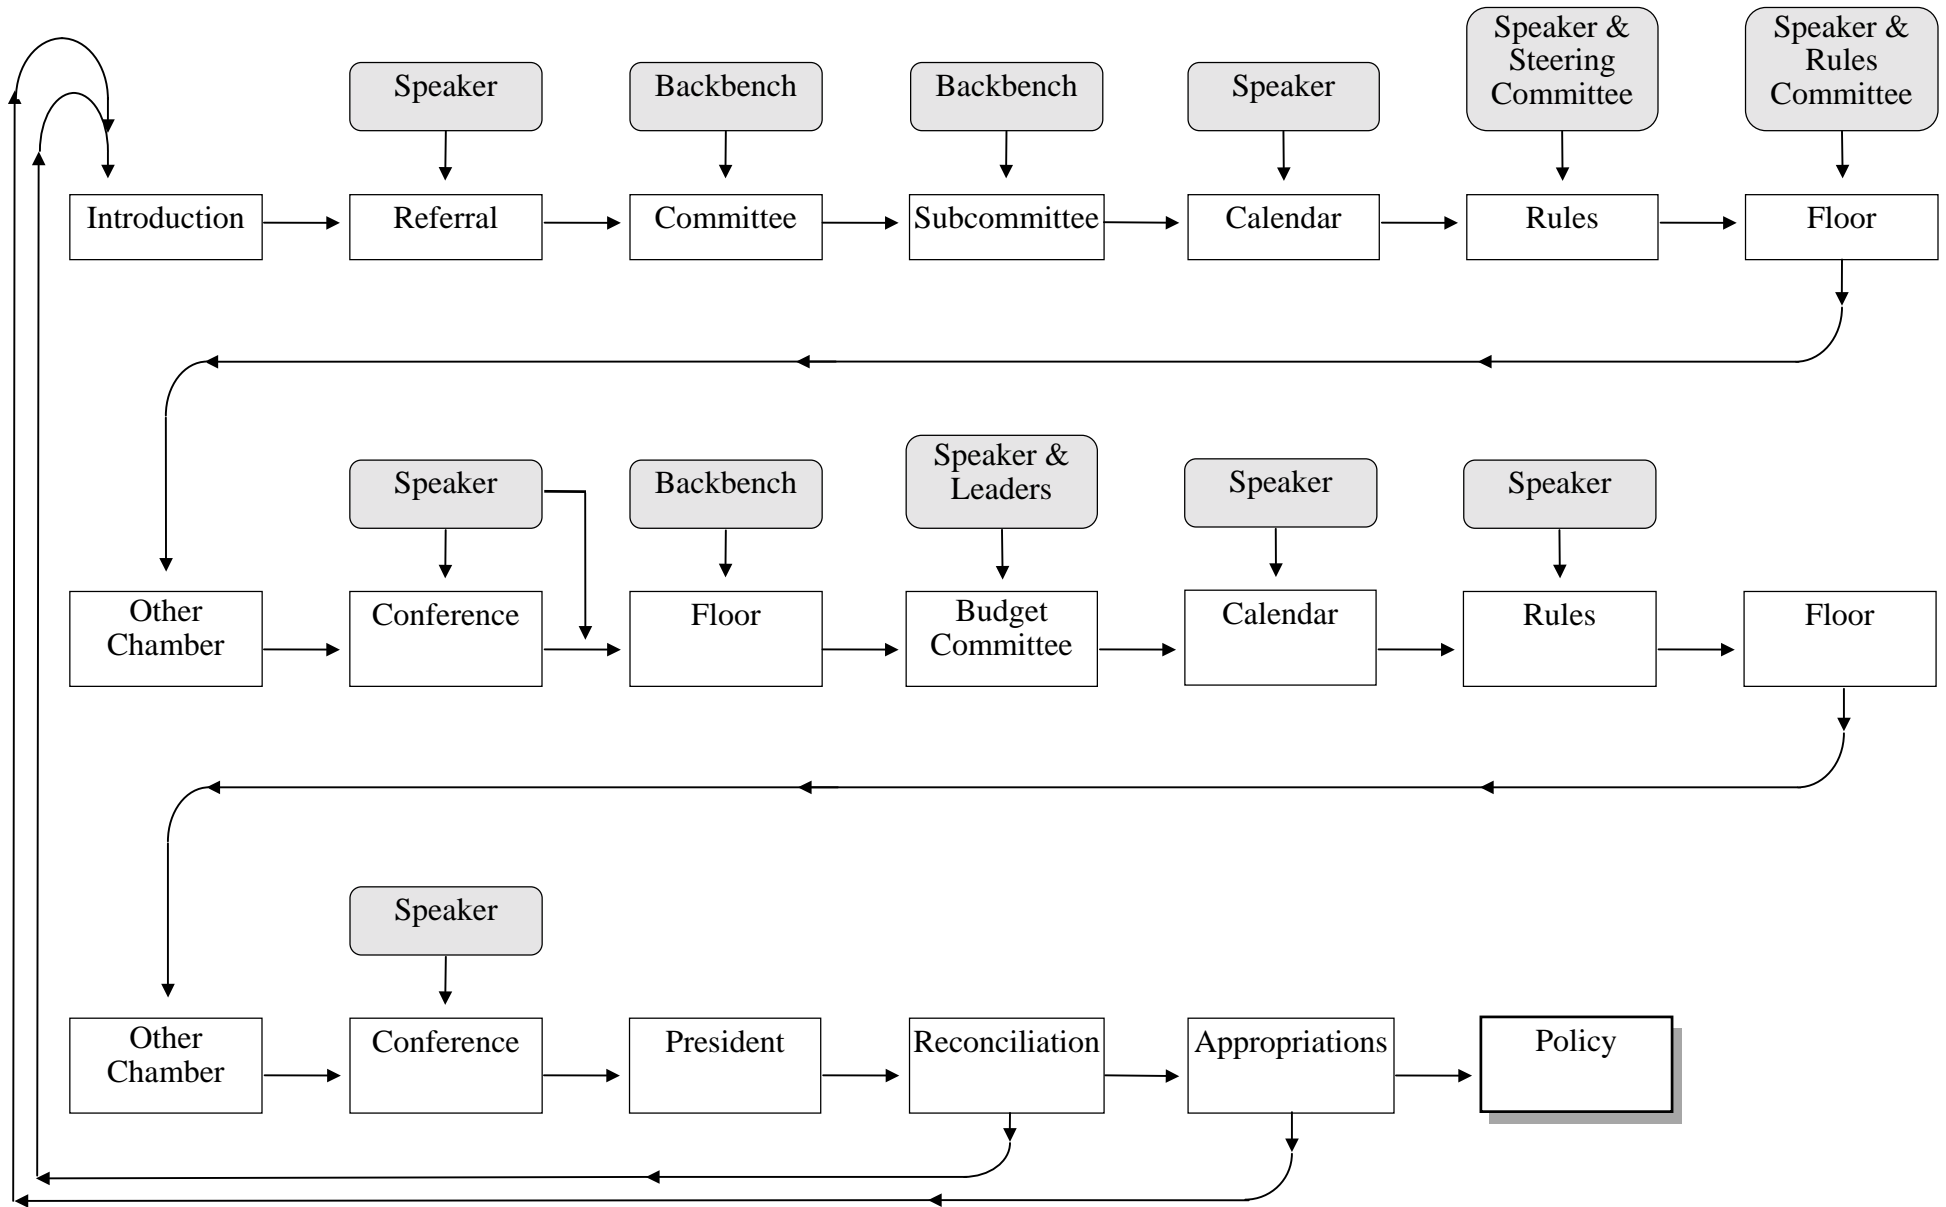 Speaker
Backbench
Backbench
Speaker
Speaker &
Steering
Committee
Speaker &
Rules
Committee
Introduction
Referral
Committee
Subcommittee
Calendar
Rules
Floor
Speaker
Backbench
Speaker &
Leaders
Speaker
Speaker
Other
Chamber
Conference
Floor
Budget
Committee
Calendar
Rules
Floor
Speaker
Other
Chamber
Conference
President
Reconciliation
Appropriations
Policy